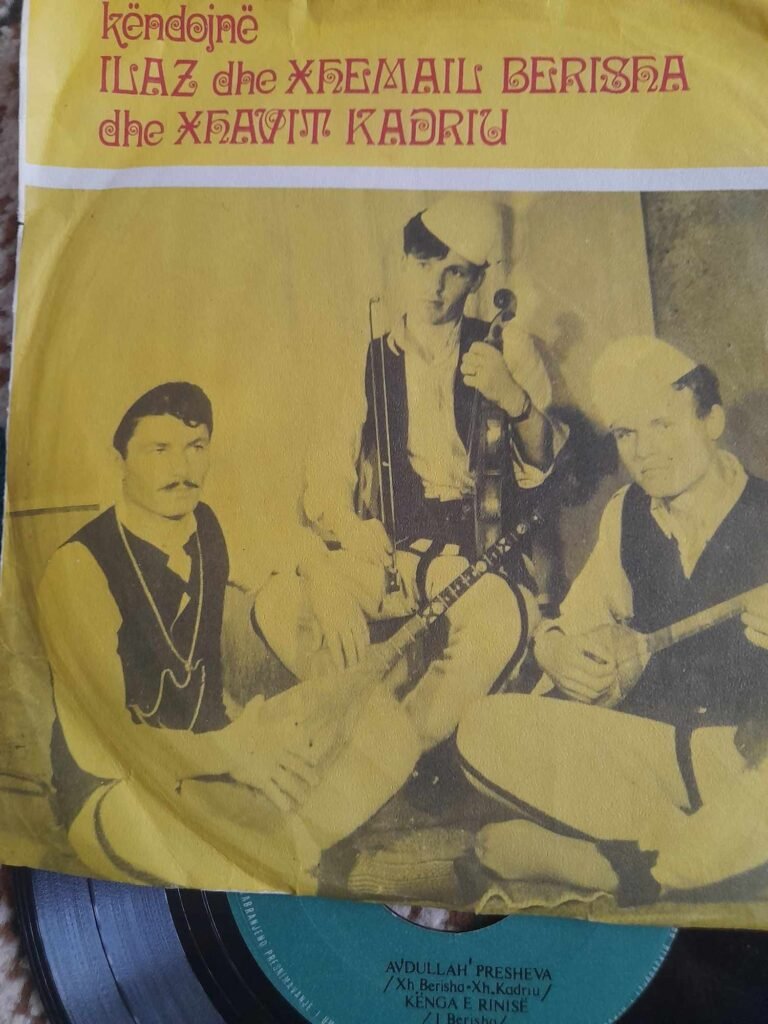 këndojnë
ILAZ dhe XHEMAIL BERISHA
dhe XHAVIT KADRIU
AVDULLAH PRESHEVA
/Xh. Berisha-Xh. Kadriu/
KËNGA E RINISË
/I. Berisha/